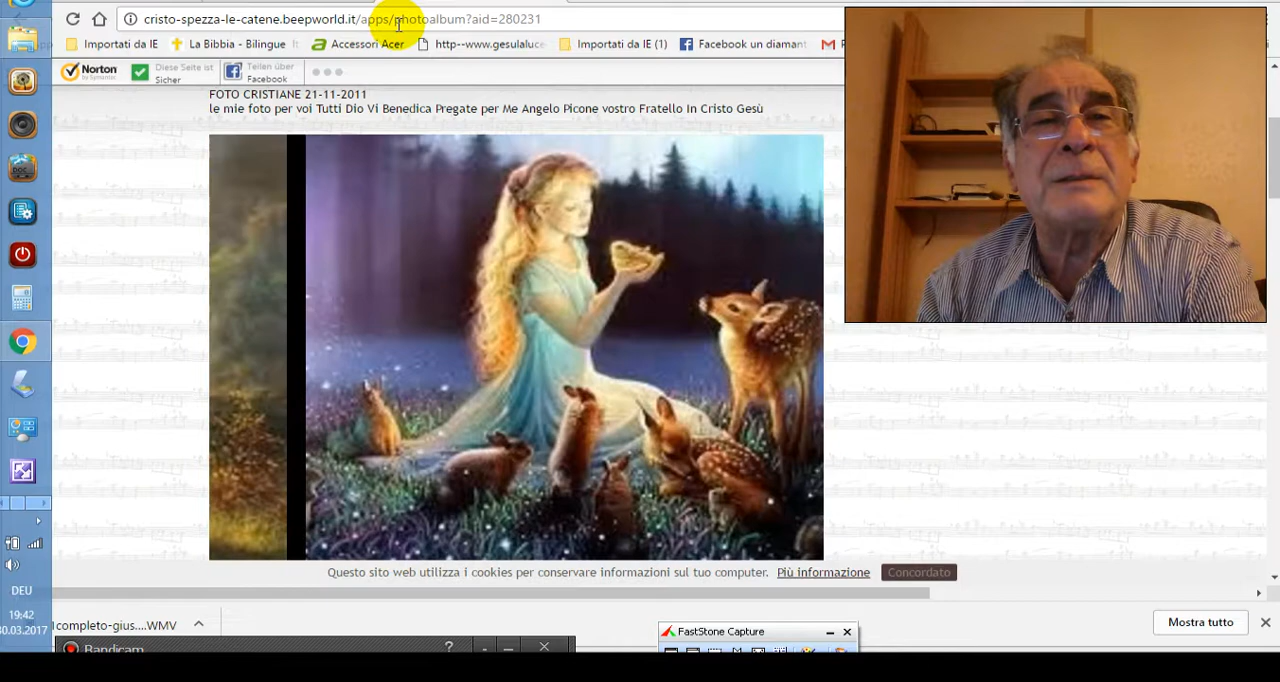 cristo-spezza-le-catene.beepworld.it/apps/photoalbum?aid=280231
Importati da IE
La Bibbia - Bilingue It
Accessori Acer
http--www.gesulaluce
Importati da IE (1)
Facebook un diamant
Norton
by Symantec
Diese Seite ist
Sicher
Teilen über
Facebook
FOTO CRISTIANE 21-11-2011
le mie foto per voi Tutti Dio Vi Benedica Pregate per Me Angelo Picone vostro Fratello In Cristo Gesù
Questo sito web utilizza i cookies per conservare informazioni sul tuo computer. Più informazione Concordato
DEU
19:42
30.03.2017
completo-gius....WMV
Mostra tutto
FastStone Capture
Bandicam